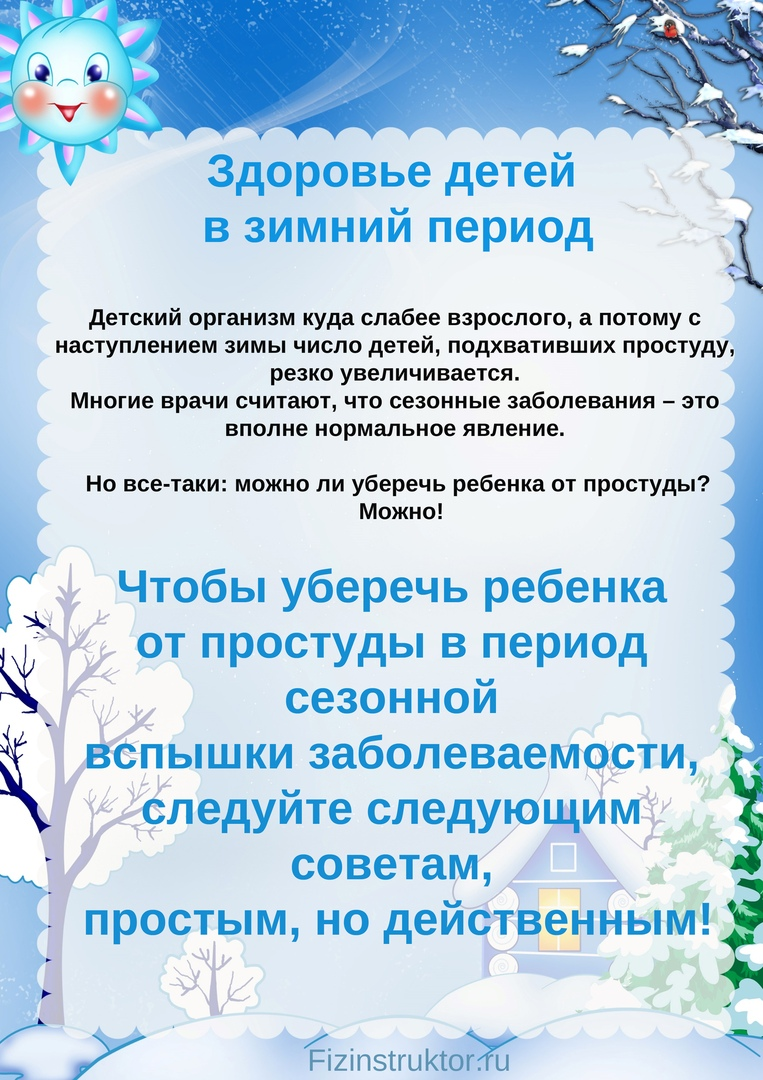 Здоровье детей
в зимний период
Детский организм куда слабее взрослого, а потому с
наступлением зимы число детей, подхвативших простуду,
резко увеличивается.
Многие врачи считают, что сезонные заболевания – это
вполне нормальное явление.
Но все-таки: можно ли уберечь ребенка от простуды?
Можно!
Чтобы уберечь ребенка
от простуды в период
сезонной
вспышки заболеваемости,
следуйте следующим
советам,
простым, но действенным!
Fizinstruktor.ru